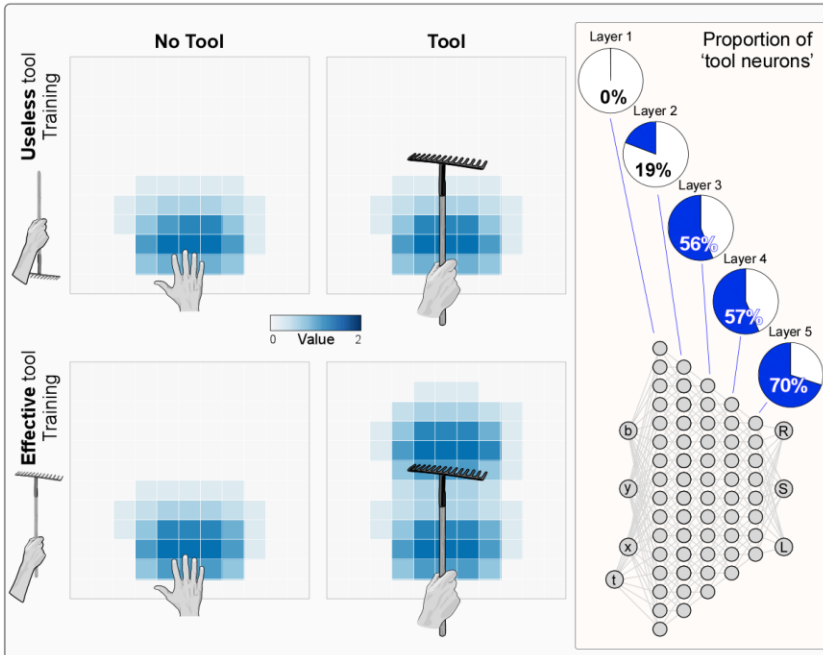 No Tool
Tool
Useless tool
Training
0
Value
2
Effective tool
Training
Proportion of
‘tool neurons’
Layer 1
0%
Layer 2
19%
Layer 3
56%
Layer 4
57%
Layer 5
70%
b
y
x
t
R
S
L